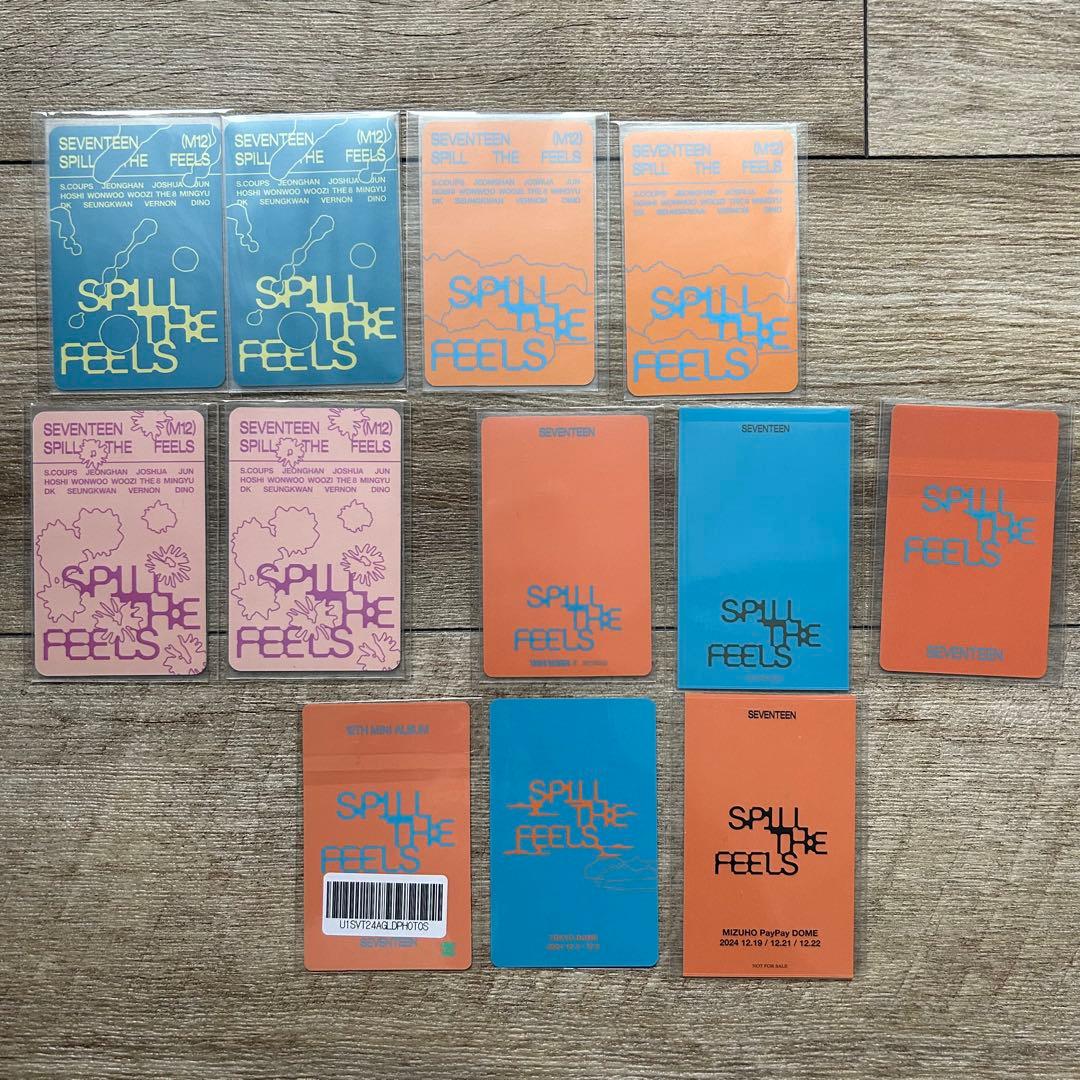 SEVENTEEN (M12)
SPILL THE FEELS
S.COUPS JEONGHAN JOSHUA JUN
HOSHI WONWOO WOOZI THE 8 MINGYU
DK SEUNGKWAN VERNON DINO
SPILL
THE
FEELS
SEVENTEEN (M12)
SPILL THE FEELS
S.COUPS JEONGHAN JOSHUA JUN
HOSHI WONWOO WOOZI THE 8 MINGYU
DK SEUNGKWAN VERNON DINO
SPILL
THE
FEELS
SEVENTEEN (M12)
SPILL THE FEELS
S.COUPS JEONGHAN JOSHUA JUN
HOSHI WONWOO WOOZI THE 8 MINGYU
DK SEUNGKWAN VERNON DINO
SPILL
THE
FEELS
SEVENTEEN (M12)
SPILL THE FEELS
S.COUPS JEONGHAN JOSHUA JUN
HOSHI WONWOO WOOZI THE 8 MINGYU
DK SEUNGKWAN VERNON DINO
SPILL
THE
FEELS
SEVENTEEN (M12)
SPILL THE FEELS
S.COUPS JEONGHAN JOSHUA JUN
HOSHI WONWOO WOOZI THE 8 MINGYU
DK SEUNGKWAN VERNON DINO
SPILL
THE
FEELS
SEVENTEEN (M12)
SPILL THE FEELS
S.COUPS JEONGHAN JOSHUA JUN
HOSHI WONWOO WOOZI THE 8 MINGYU
DK SEUNGKWAN VERNON DINO
SPILL
THE
FEELS
SEVENTEEN
SPILL
THE
FEELS
SEVENTEEN
SPILL
THE
FEELS
SPILL
THE
FEELS
SEVENTEEN
12TH MINI ALBUM
SPILL
THE
FEELS
U1SVT24AGLDPHOTOS
SEVENTEEN
SPILL
THE
FEELS
TOKYO DOME
SEVENTEEN
SPILL
THE
FEELS
MIZUHO PayPay DOME
2024 12.19 / 12.21 / 12.22
NOT FOR SALE